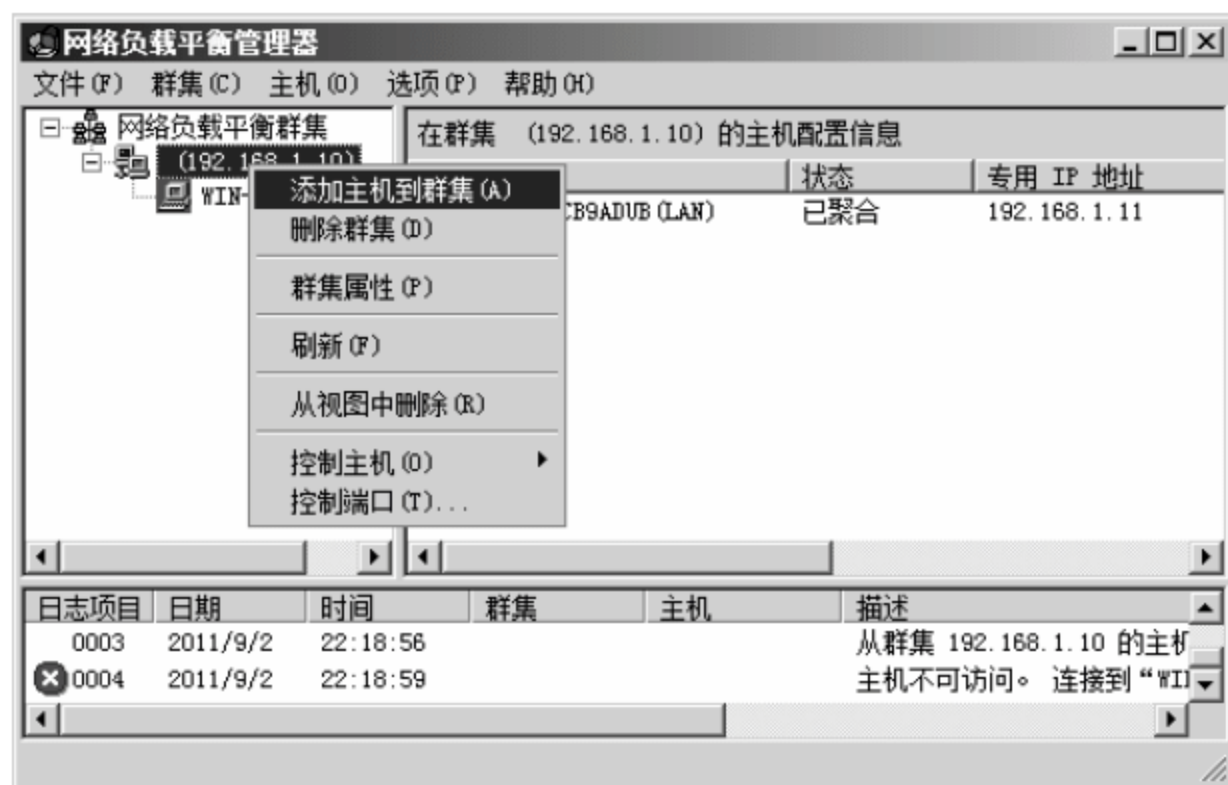 网络负载平衡管理器
文件(F) 群集(C) 主机(O) 选项(P) 帮助(H)
网络负载平衡群集
(192.168.1.10)
WIN-
在群集 (192.168.1.10) 的主机配置信息
状态 专用 IP 地址
CB9ADUB(LAN) 已聚合 192.168.1.11
添加主机到群集(A)
删除群集(D)
群集属性(P)
刷新(F)
从视图中删除(R)
控制主机(O)
控制端口(T)...
日志项目 日期 时间 群集 主机 描述
0003 2011/9/2 22:18:56 从群集 192.168.1.10 的主机
0004 2011/9/2 22:18:59 主机不可访问。 连接到“WI